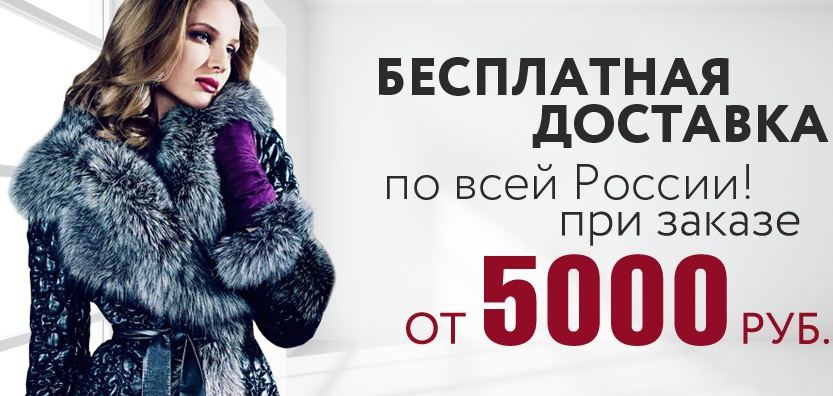 БЕСПЛАТНАЯ
ДОСТАВКА
по всей России!
при заказе
ОТ 5000 РУБ.